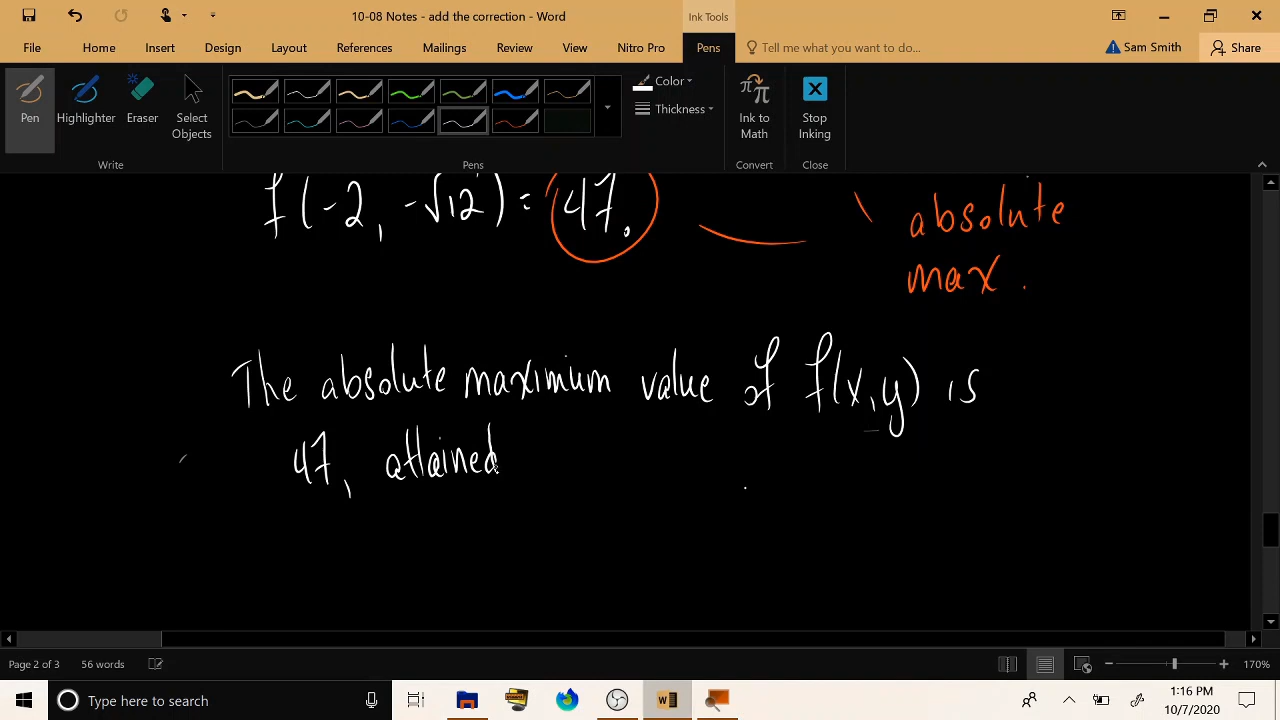 10-08 Notes - add the correction - Word
Ink Tools
File Home Insert Design Layout References Mailings Review View Nitro Pro Pens Tell me what you want to do... Sam Smith Share
Pen Highlighter Eraser Select Objects
Color
Thickness
Ink to Math
Stop Inking
Write Pens Convert Close
f(-2, -√12) = 47.
absolute
max.
The absolute maximum value of f(x,y) is
47, attained
Page 2 of 3 56 words 170%
Type here to search
1:16 PM
10/7/2020